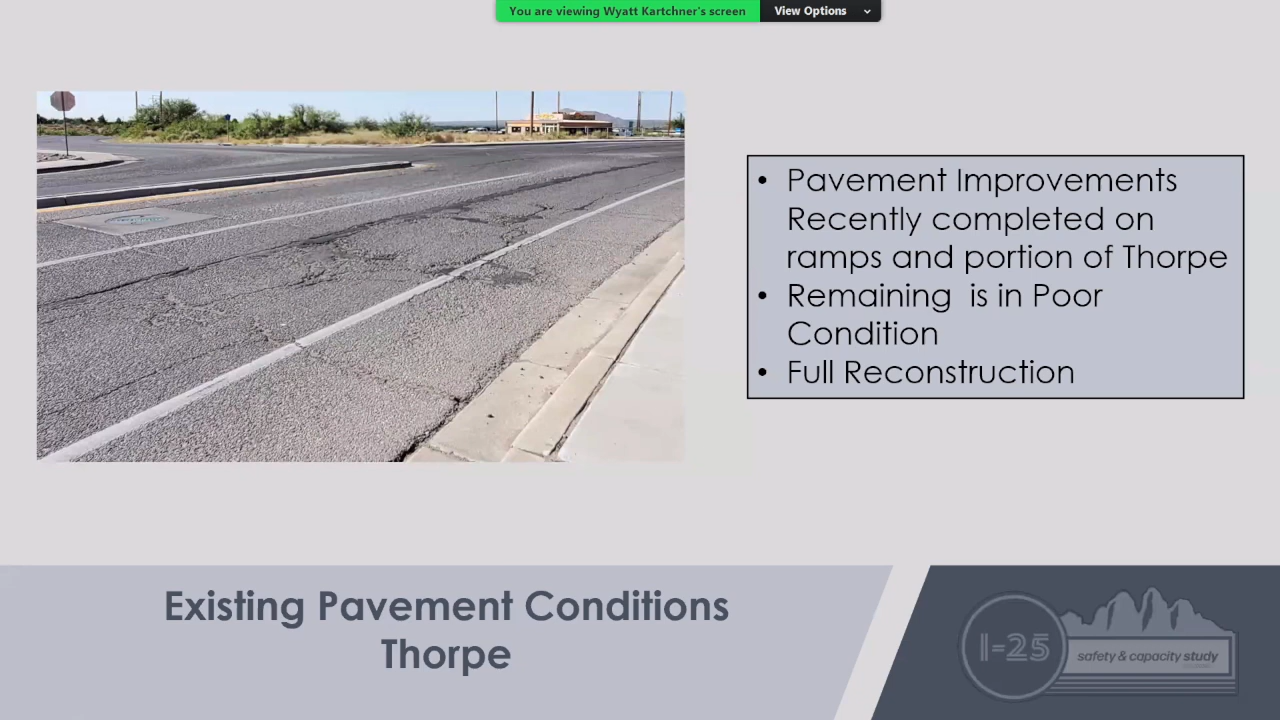 You are viewing Wyatt Kartchner's screen View Options
• Pavement Improvements
Recently completed on
ramps and portion of Thorpe
• Remaining  is in Poor
Condition
• Full Reconstruction
Existing Pavement Conditions
Thorpe
I-25
safety & capacity study